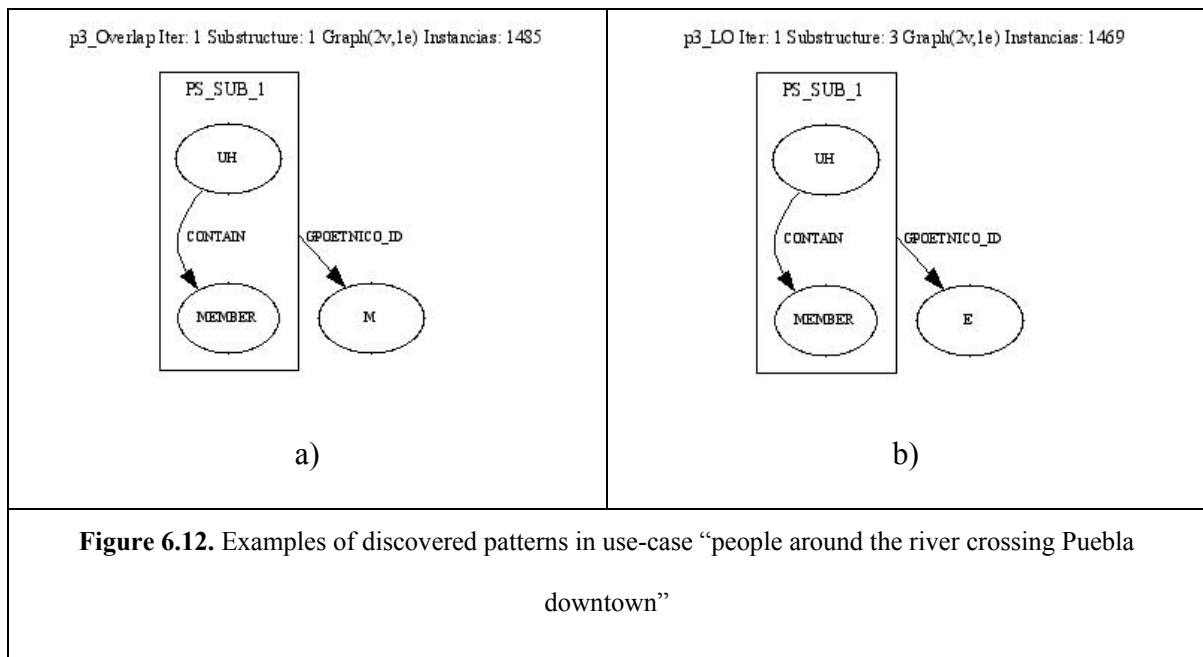 p3_Overlap Iter: 1 Substructure: 1 Graph(2v,1e) Instancias: 1485
PS_SUB_1
UH
CONTAIN
GPOETNICO_ID
MEMBER
M
a)
p3_LO Iter: 1 Substructure: 3 Graph(2v,1e) Instancias: 1469
PS_SUB_1
UH
CONTAIN
GPOETNICO_ID
MEMBER
E
b)
Figure 6.12. Examples of discovered patterns in use-case “people around the river crossing Puebla
downtown”